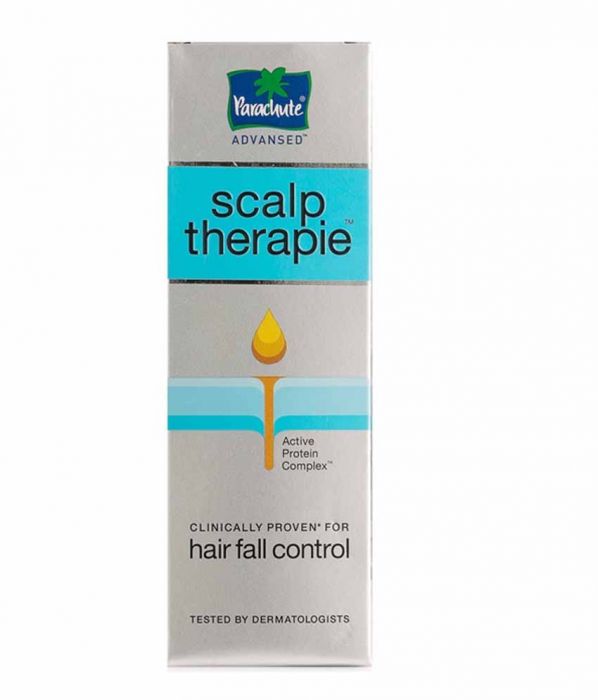 Parachute®
ADVANSED™
scalp
therapie™
Active
Protein
Complex™
CLINICALLY PROVEN* FOR
hair fall control
TESTED BY DERMATOLOGISTS